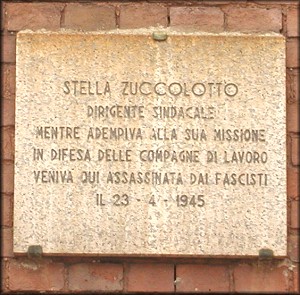 STELLA ZUCCOLOTTO
DIRIGENTE SINDACALE
MENTRE ADEMPIVA ALLA SUA MISSIONE
IN DIFESA DELLE COMPAGNE DI LAVORO
VENIVA QUI ASSASSINATA DAI FASCISTI
IL 23 - 4 - 1945